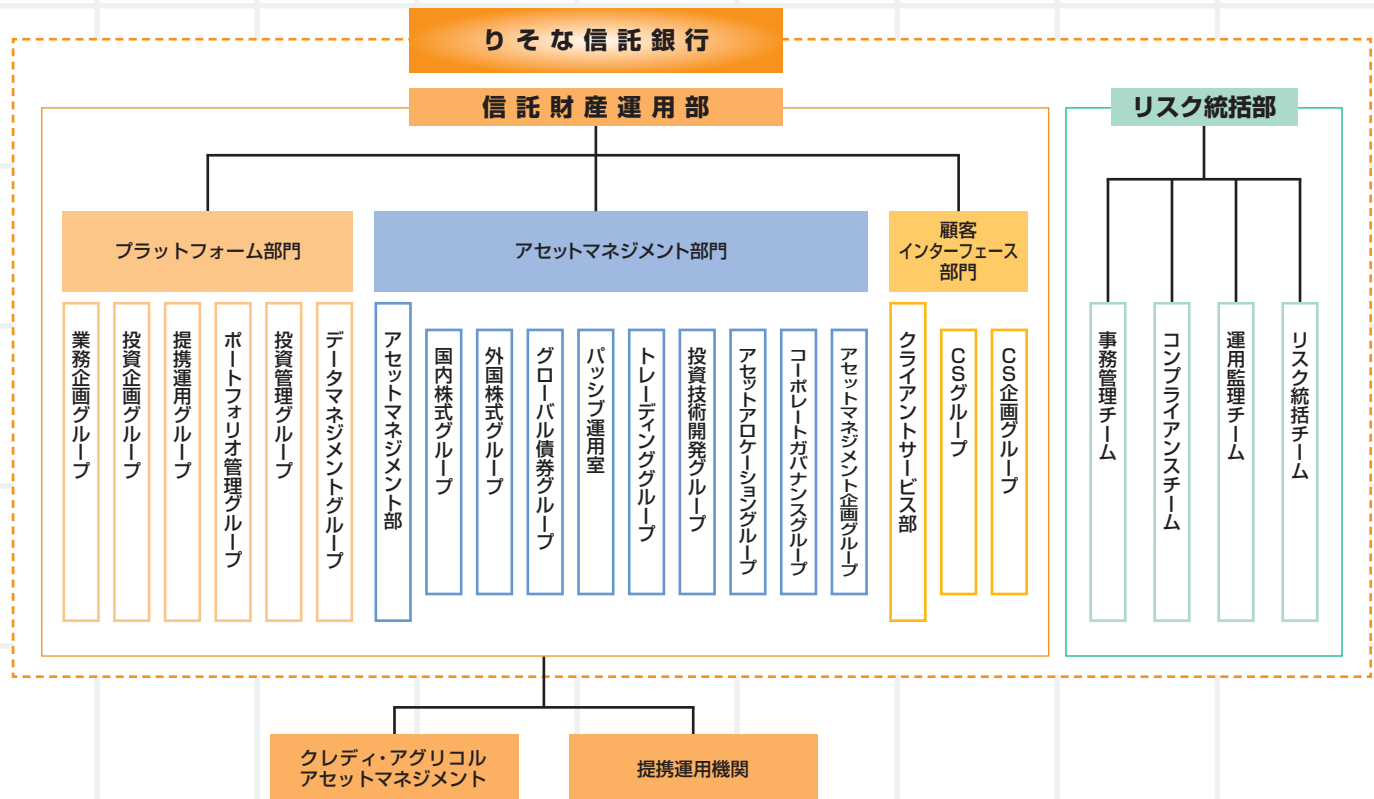 りそな信託銀行
信託財産運用部
リスク統括部
プラットフォーム部門
アセットマネジメント部門
顧客
インターフェース
部門
業務企画グループ
投資企画グループ
提携運用グループ
ポートフォリオ管理グループ
投資管理グループ
データマネジメントグループ
アセットマネジメント部
国内株式グループ
外国株式グループ
グローバル債券グループ
パッシブ運用室
トレーディンググループ
投資技術開発グループ
アセットアロケーショングループ
コーポレートガバナンスグループ
アセットマネジメント企画グループ
クライアントサービス部
CSグループ
CS企画グループ
事務管理チーム
コンプライアンスチーム
運用監理チーム
リスク統括チーム
クレディ・アグリコル
アセットマネジメント
提携運用機関